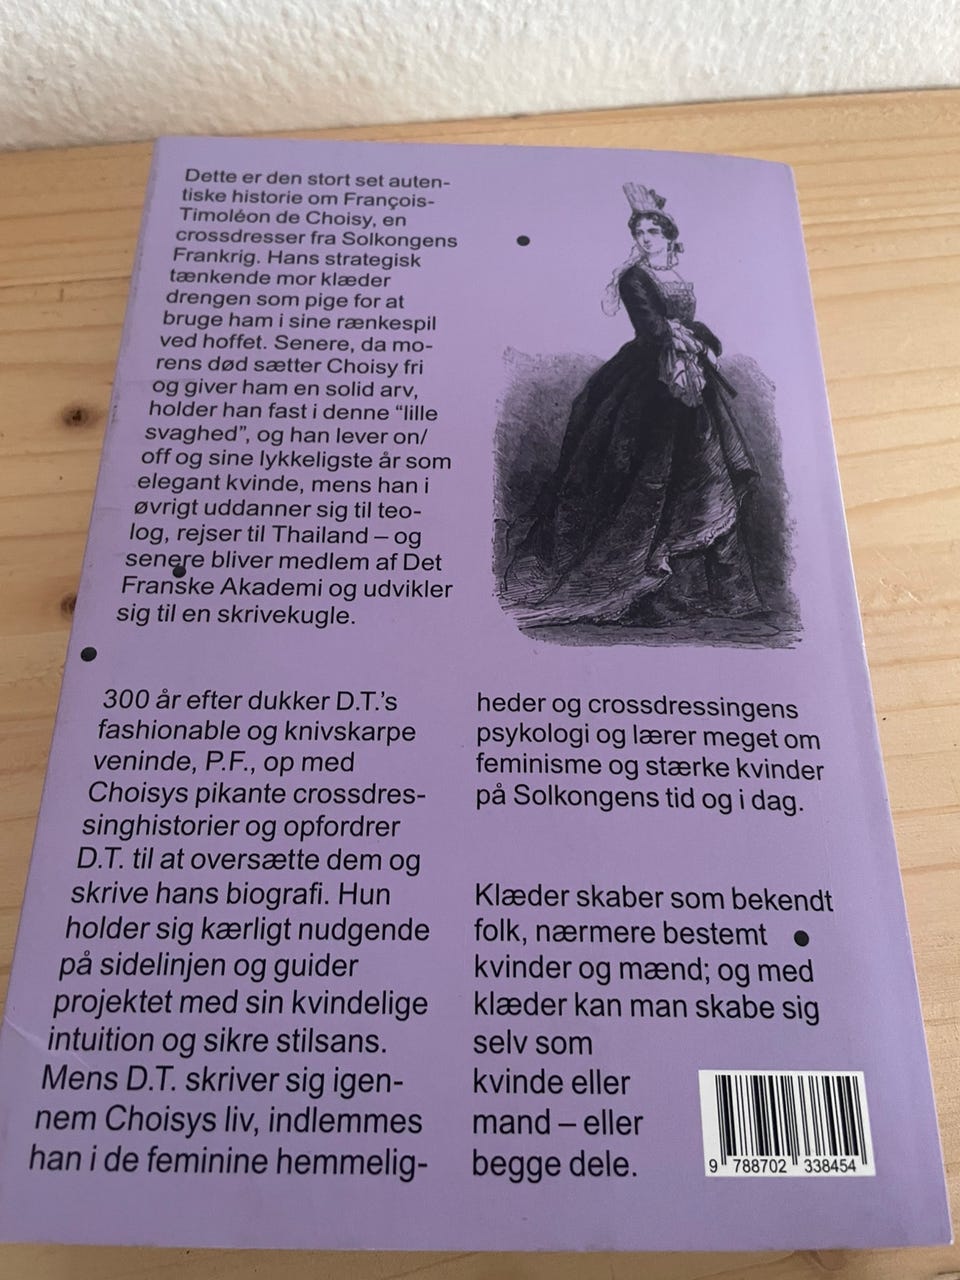 Dette er den stort set auten-
tiske historie om François-
Timoléon de Choisy, en
crossdresser fra Solkongens
Frankrig. Hans strategisk
tænkende mor klæder
drengen som pige for at
bruge ham i sine rænkespil
ved hoffet. Senere, da mo-
rens død sætter Choisy fri
og giver ham en solid arv,
holder han fast i denne “lille
svaghed”, og han lever on/
off og sine lykkeligste år som
elegant kvinde, mens han i
øvrigt uddanner sig til teo-
log, rejser til Thailand – og
senere bliver medlem af Det
Franske Akademi og udvikler
sig til en skrivekugle.
300 år efter dukker D.T.’s
fashionable og knivskarpe
veninde, P.F., op med
Choisys pikante crossdres-
singhistorier og opfordrer
D.T. til at oversætte dem og
skrive hans biografi. Hun
holder sig kærligt nudgende
på sidelinjen og guider
projektet med sin kvindelige
intuition og sikre stilsans.
Mens D.T. skriver sig igen-
nem Choisys liv, indlemmes
han i de feminine hemmelig-
heder og crossdressingens
psykologi og lærer meget om
feminisme og stærke kvinder
på Solkongens tid og i dag.
Klæder skaber som bekendt
folk, nærmere bestemt
kvinder og mænd; og med
klæder kan man skabe sig
selv som
kvinde eller
mand – eller
begge dele.
9 788702 338454